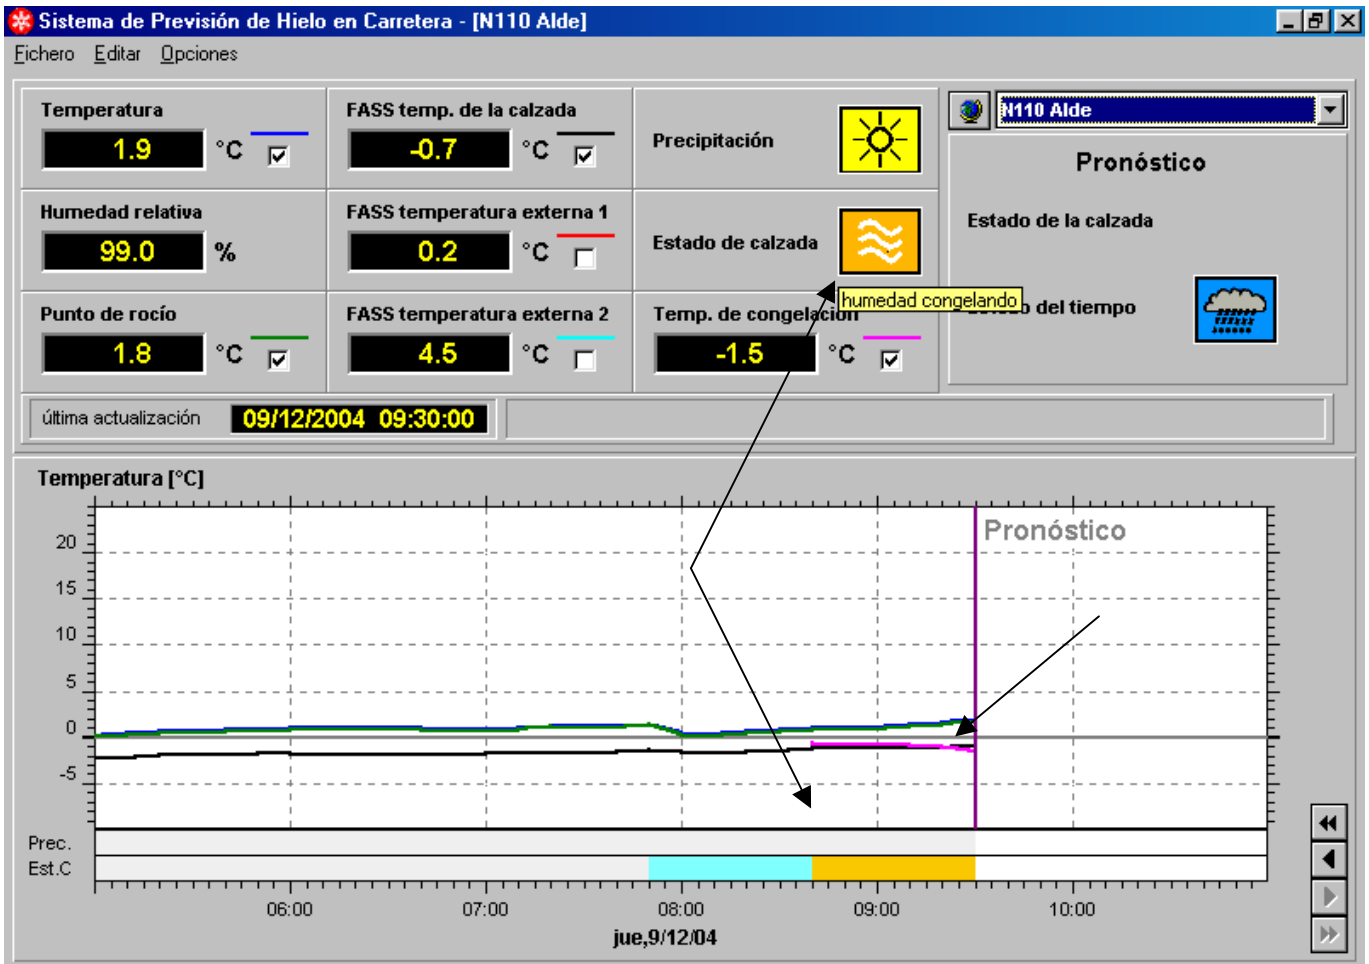 Sistema de Previsión de Hielo en Carretera - [N110 Alde]
Fichero Editar Opciones
Temperatura
1.9 °C
FASS temp. de la calzada
-0.7 °C
Precipitación
N110 Alde
Pronóstico
Humedad relativa
99.0 %
FASS temperatura externa 1
0.2 °C
Estado de calzada
humedad congelando
Estado de la calzada
Punto de rocío
1.8 °C
FASS temperatura externa 2
4.5 °C
Temp. de congelación
-1.5 °C
del tiempo
última actualización 09/12/2004 09:30:00
Temperatura [°C]
Pronóstico
20
15
10
5
0
-5
Prec.
Est.C
06:00 07:00 08:00 09:00 10:00
jue,9/12/04